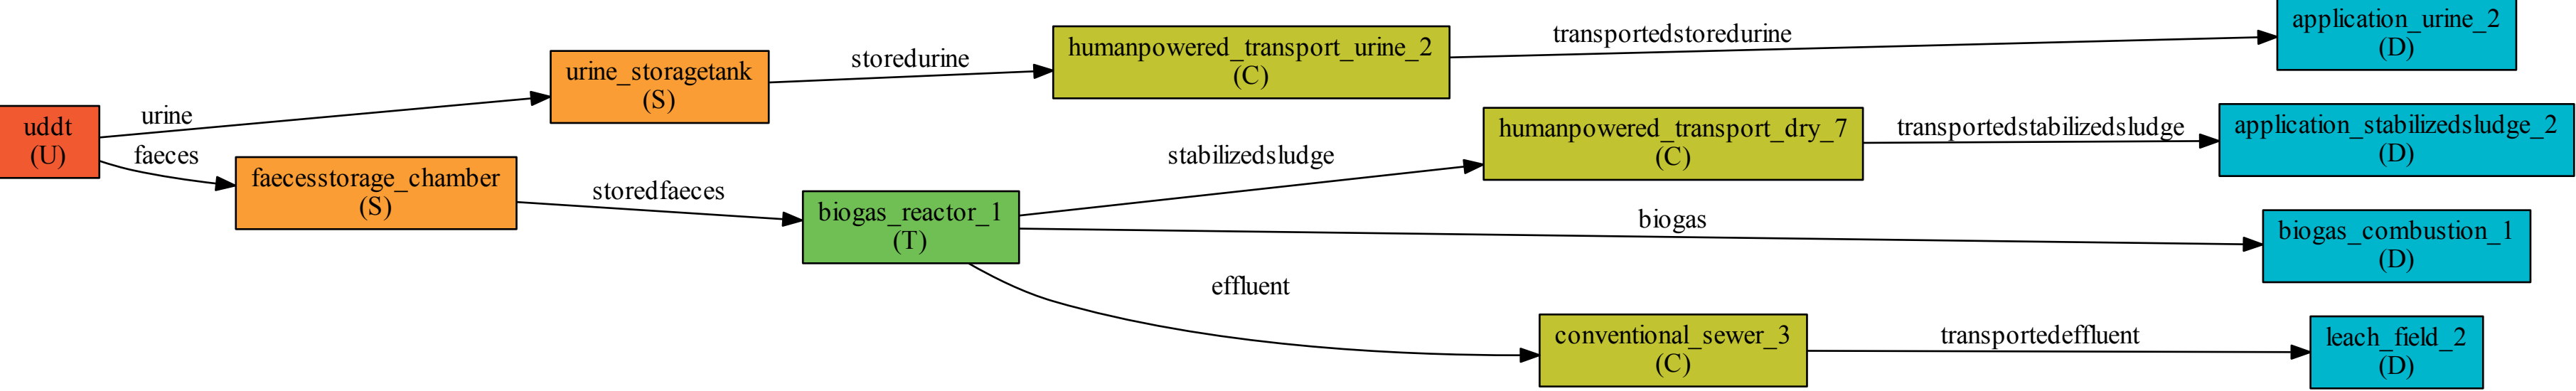 uddt
(U)
urine
faeces
urine_storagetank
(S)
faecesstorage_chamber
(S)
storedurine
storedfaeces
biogas_reactor_1
(T)
humanpowered_transport_urine_2
(C)
stabilizedsludge
biogas
effluent
humanpowered_transport_dry_7
(C)
conventional_sewer_3
(C)
transportedstoredurine
transportedstabilizedsludge
transportedeffluent
application_urine_2
(D)
application_stabilizedsludge_2
(D)
biogas_combustion_1
(D)
leach_field_2
(D)